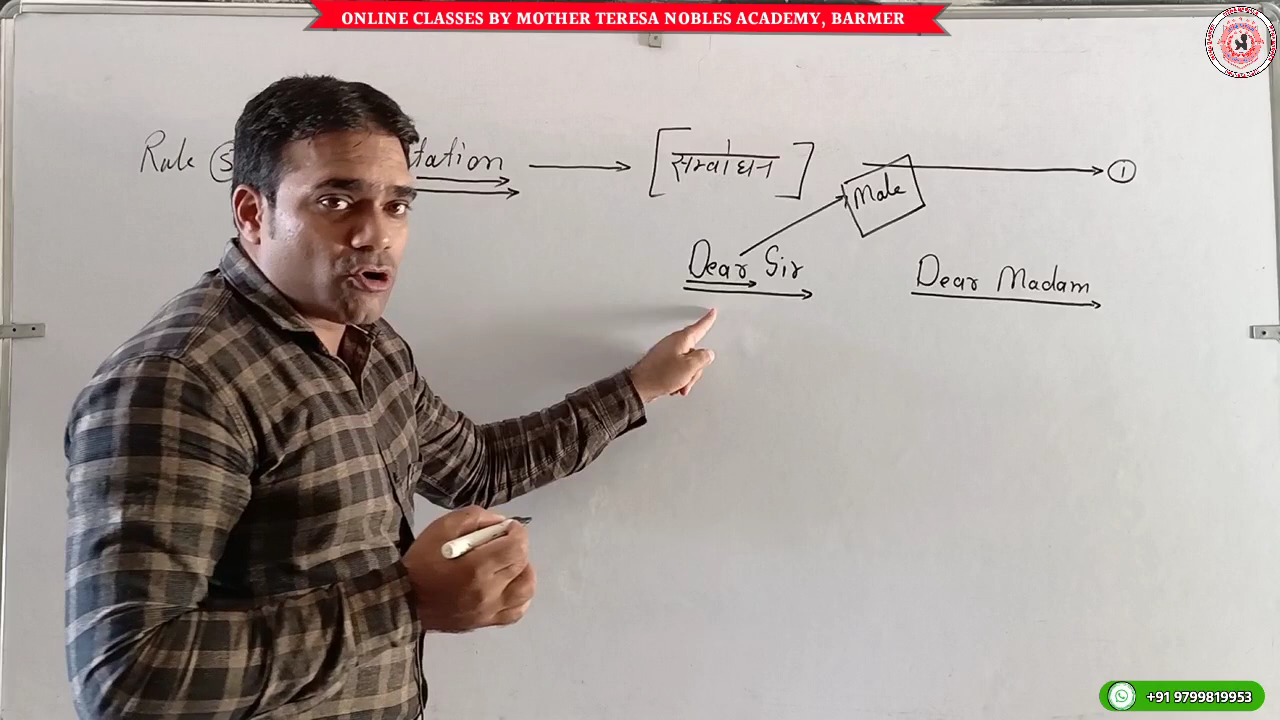 ONLINE CLASSES BY MOTHER TERESA NOBLES ACADEMY, BARMER
Rule 5 tation → [सम्बोधन] → 1
Male
Dear Sir Dear Madam
+91 9799819953